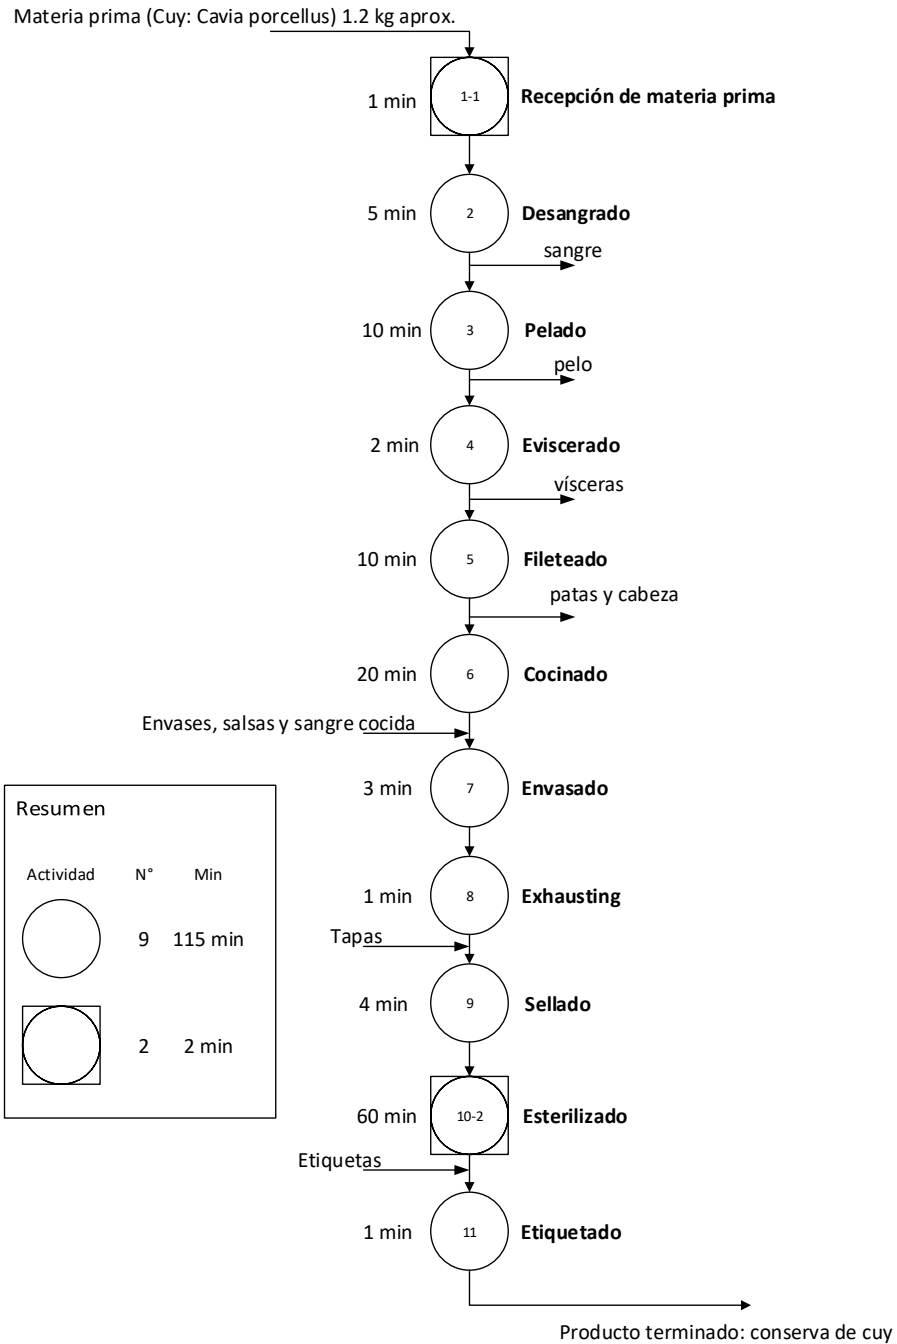 Materia prima (Cuy: Cavia porcellus) 1.2 kg aprox.
1 min 1-1 Recepción de materia prima
5 min 2 Desangrado
sangre
10 min 3 Pelado
pelo
2 min 4 Eviscerado
vísceras
10 min 5 Fileteado
patas y cabeza
20 min 6 Cocinado
Envases, salsas y sangre cocida
3 min 7 Envasado
1 min 8 Exhausting
Tapas
4 min 9 Sellado
60 min 10-2 Esterilizado
Etiquetas
1 min 11 Etiquetado
Producto terminado: conserva de cuy
Resumen
Actividad N° Min
9 115 min
2 2 min